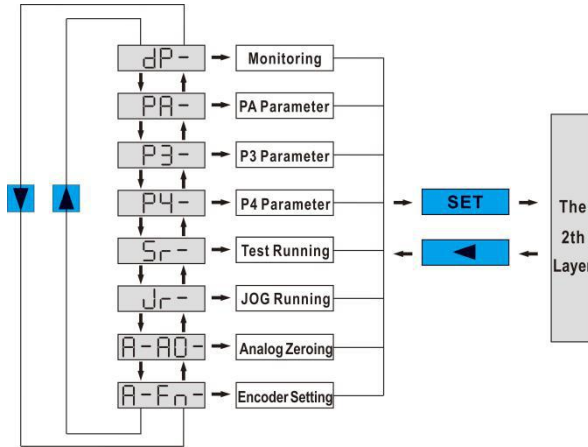 dP-
Monitoring
PA-
PA Parameter
P3-
P3 Parameter
P4-
P4 Parameter
SET
Sr-
Test Running
Jr-
JOG Running
A-A0-
Analog Zeroing
A-Fn-
Encoder Setting
The
2th
Layer